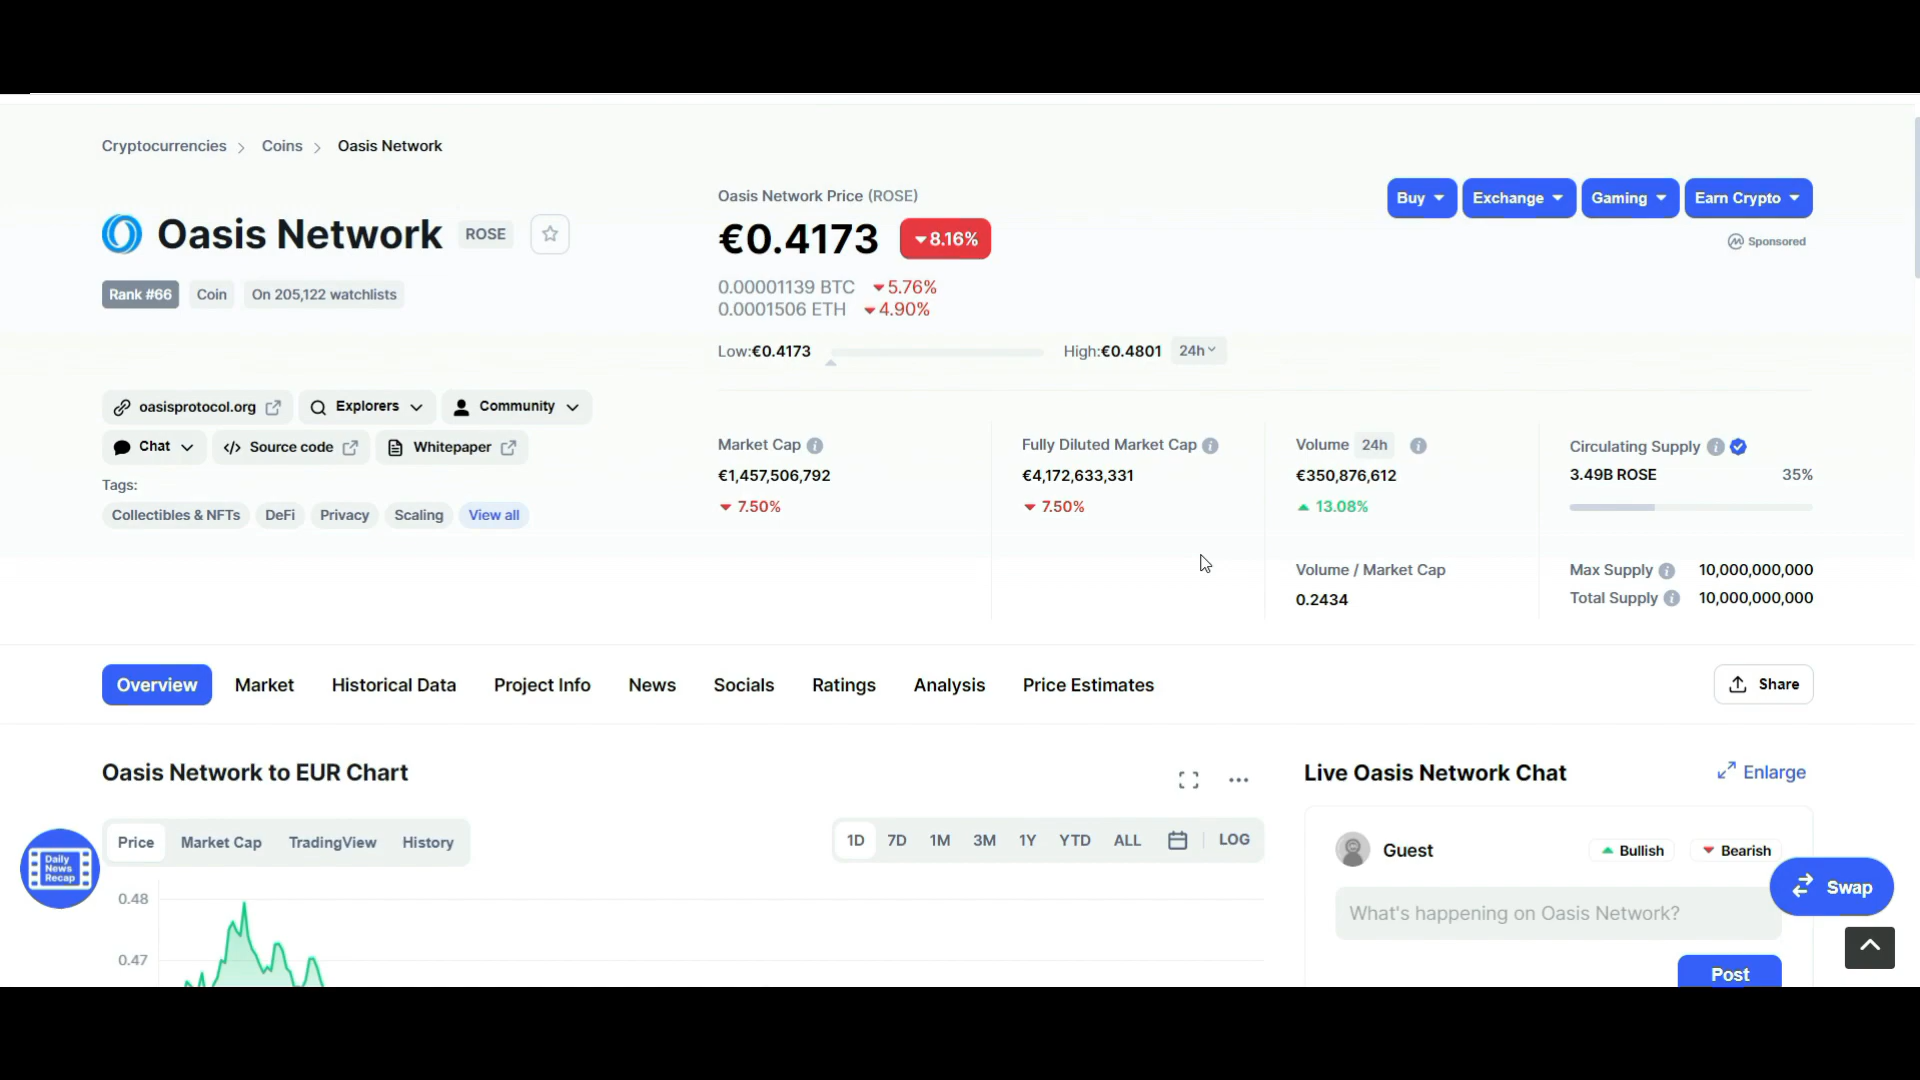 Cryptocurrencies > Coins > Oasis Network
Oasis Network ROSE
Rank #66 Coin On 205,122 watchlists
oasisprotocol.org Explorers Community
Chat Source code Whitepaper
Tags:
Collectibles & NFTs DeFi Privacy Scaling View all
Oasis Network Price (ROSE)
€0.4173 8.16%
0.00001139 BTC 5.76%
0.0001506 ETH 4.90%
Low:€0.4173 High:€0.4801 24h
Buy Exchange Gaming Earn Crypto
Sponsored
Market Cap
€1,457,506,792
7.50%
Fully Diluted Market Cap
€4,172,633,331
7.50%
Volume 24h
€350,876,612
13.08%
Volume / Market Cap
0.2434
Circulating Supply
3.49B ROSE 35%
Max Supply 10,000,000,000
Total Supply 10,000,000,000
Overview Market Historical Data Project Info News Socials Ratings Analysis Price Estimates Share
Oasis Network to EUR Chart
Price Market Cap TradingView History 1D 7D 1M 3M 1Y YTD ALL LOG
0.48
0.47
Daily
News
Recap
Live Oasis Network Chat Enlarge
Guest Bullish Bearish
What's happening on Oasis Network?
Swap
Post